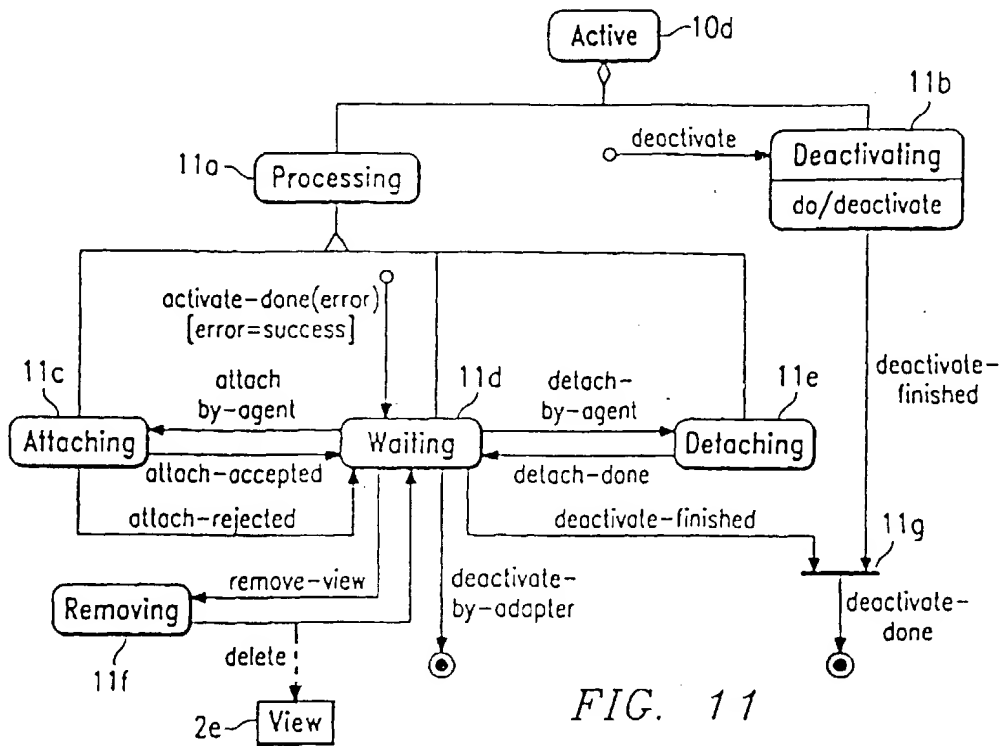 Active
10d
11b
deactivate
Deactivating
do/deactivate
11a
Processing
activate-done(error)
[error=success]
11c
attach
by-agent
11d
detach-
by-agent
11e
deactivate-
finished
Attaching
Waiting
Detaching
attach-accepted
detach-done
attach-rejected
deactivate-finished
11g
remove-view
Removing
deactivate-
by-adapter
deactivate-
done
11f
delete
2e
View
FIG. 11